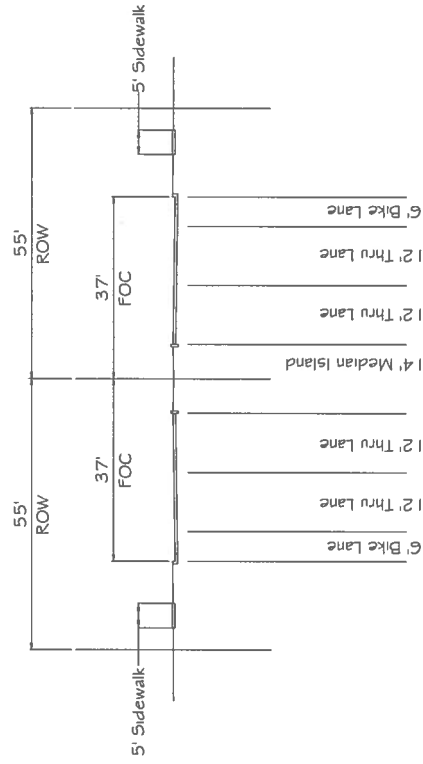 55'
ROW
55'
ROW
37'
FOC
37'
FOC
5' Sidewalk
5' Sidewalk
6' Bike Lane
12' Thru Lane
12' Thru Lane
14' Median Island
12' Thru Lane
12' Thru Lane
6' Bike Lane